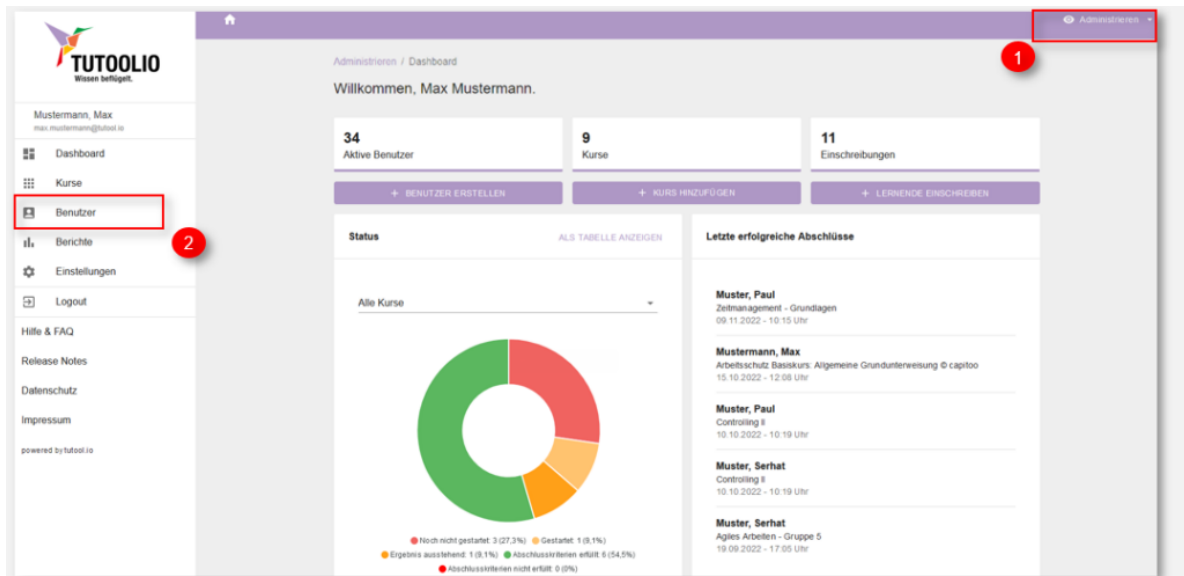 TUTOOLIO
Wissen beflügelt.
Mustermann, Max
max.mustermann@tutool.io
Dashboard
Kurse
Benutzer
2
Berichte
Einstellungen
Logout
Hilfe & FAQ
Release Notes
Datenschutz
Impressum
powered by tutool.io
Administrieren
1
Administrieren / Dashboard
Willkommen, Max Mustermann.
34
Aktive Benutzer
9
Kurse
11
Einschreibungen
+ BENUTZER ERSTELLEN
+ KURS HINZUFÜGEN
+ LERNENDE EINSCHREIBEN
Status
ALS TABELLE ANZEIGEN
Alle Kurse
Noch nicht gestartet: 3 (27,3%) Gestartet: 1 (9,1%)
Ergebnis ausstehend: 1 (9,1%) Abschlusskriterien erfüllt: 6 (54,5%)
Abschlusskriterien nicht erfüllt: 0 (0%)
Letzte erfolgreiche Abschlüsse
Muster, Paul
Zeitmanagement - Grundlagen
09.11.2022 - 10:15 Uhr
Mustermann, Max
Arbeitsschutz Basiskurs: Allgemeine Grundunterweisung © capitoo
15.10.2022 - 12:08 Uhr
Muster, Paul
Controlling II
10.10.2022 - 10:19 Uhr
Muster, Serhat
Controlling II
10.10.2022 - 10:19 Uhr
Muster, Serhat
Agiles Arbeiten - Gruppe 5
19.09.2022 - 17:05 Uhr